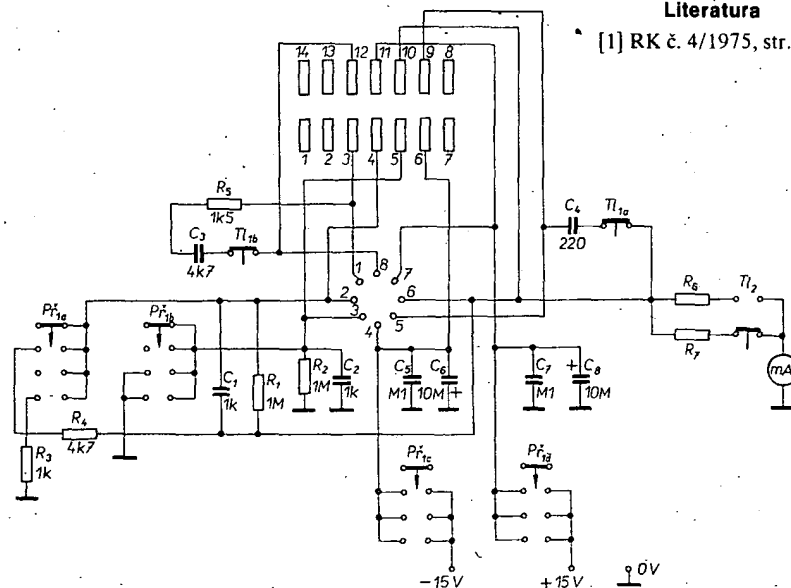 Literatura
[1] RK č. 4/1975, str.
14 13 12 11 10 9 8
1 2 3 4 5 6 7
R5
1k5
C3
4k7
Tl1b
C4
220
Tl1a
1 8 7
2 6
3 4 5
R6
Tl2
R7
mA
Př1a
Př1b
C1
1k
R1
1M
R2
1M
C2
1k
C5
M1
C6
10M
+
C7
M1
+
C8
10M
R4
4k7
R3
1k
Př1c
Př1d
-15V
+15V
0V